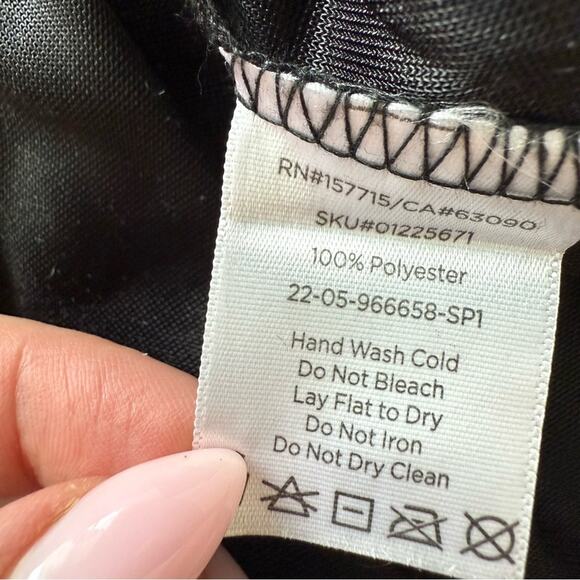 RN#157715/CA#63090
SKU#01225671
100% Polyester
22-05-966658-SP1
Hand Wash Cold
Do Not Bleach
Lay Flat to Dry
Do Not Iron
Do Not Dry Clean